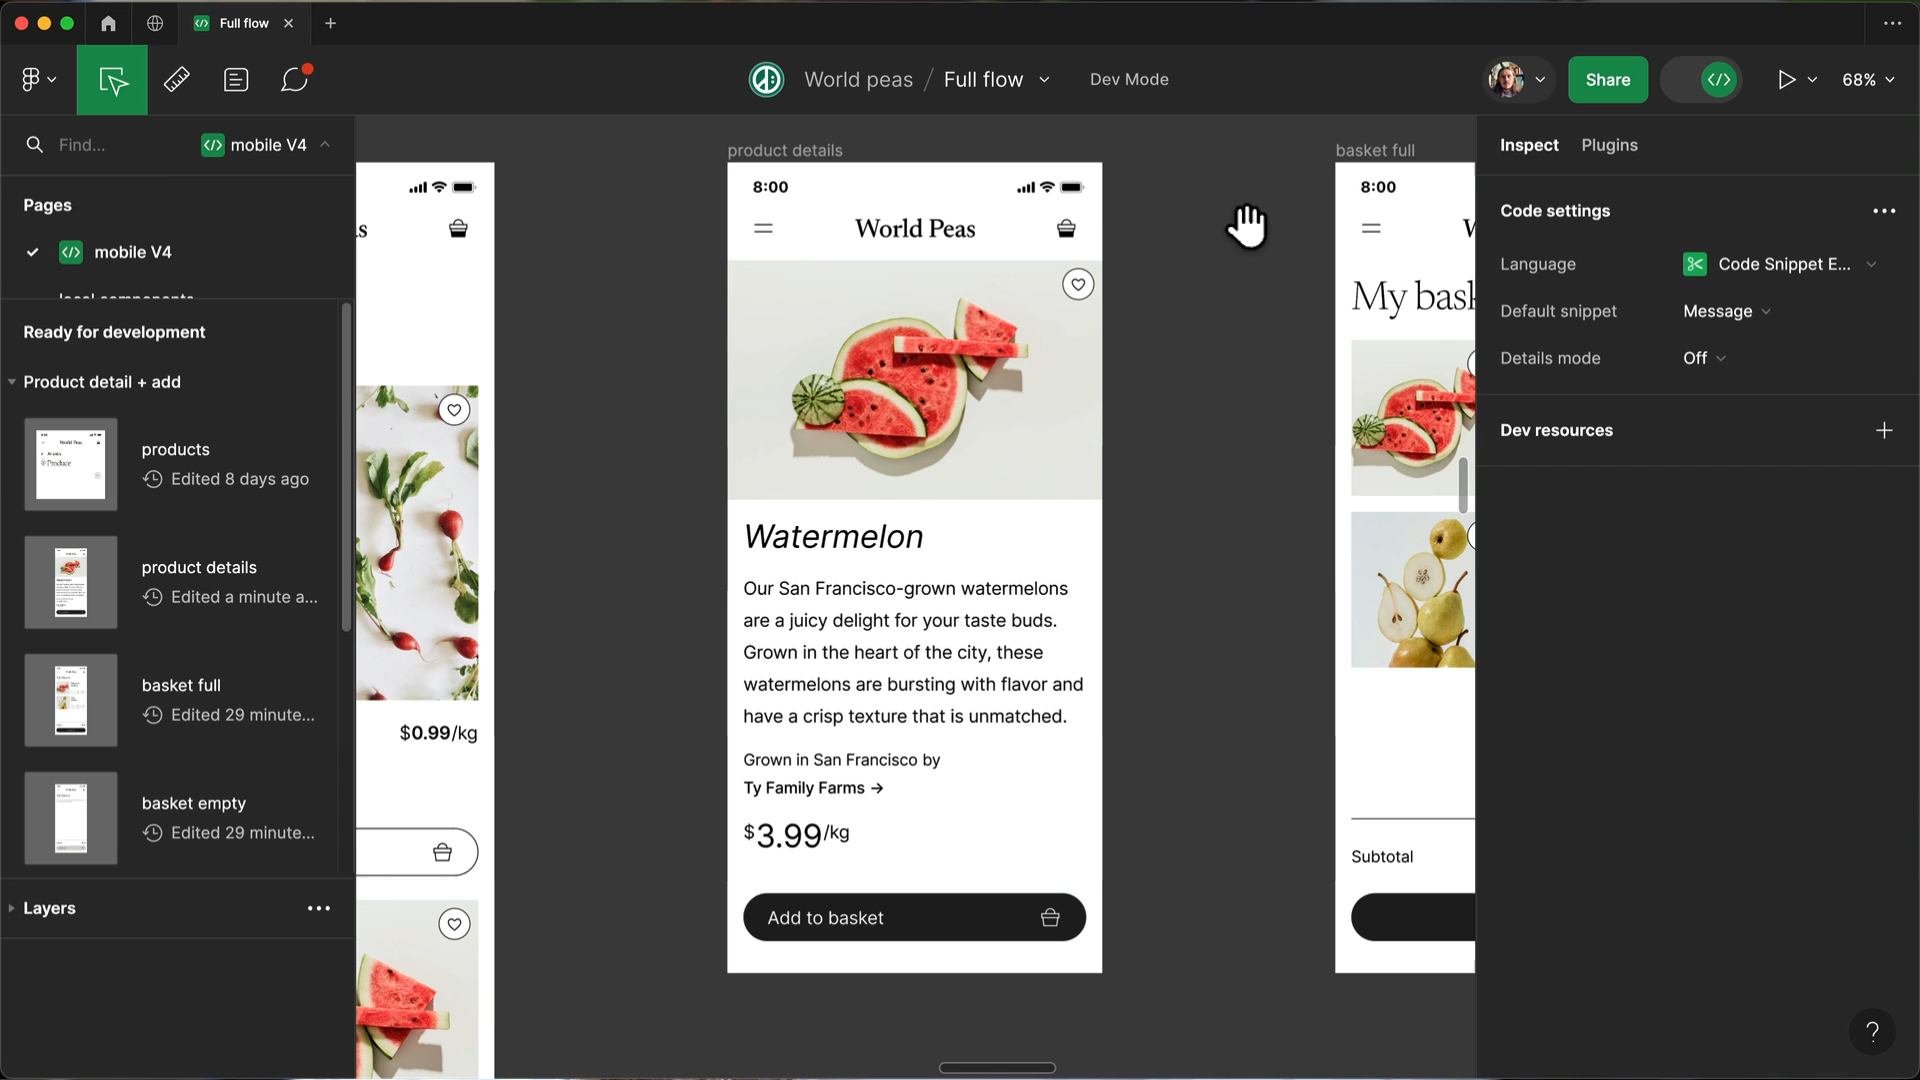 Full flow
World peas / Full flow
Dev Mode
Share
68%
Find...
mobile V4
Pages
mobile V4
local components
Ready for development
Product detail + add
products
Edited 8 days ago
product details
Edited a minute a...
basket full
Edited 29 minute...
basket empty
Edited 29 minute...
Layers
s
$0.99/kg
product details
8:00
World Peas
Watermelon
Our San Francisco-grown watermelons
are a juicy delight for your taste buds.
Grown in the heart of the city, these
watermelons are bursting with flavor and
have a crisp texture that is unmatched.
Grown in San Francisco by
Ty Family Farms →
$3.99/kg
Add to basket
basket full
8:00
W
My bask
Subtotal
Inspect
Plugins
Code settings
Language
Code Snippet E...
Default snippet
Message
Details mode
Off
Dev resources
?